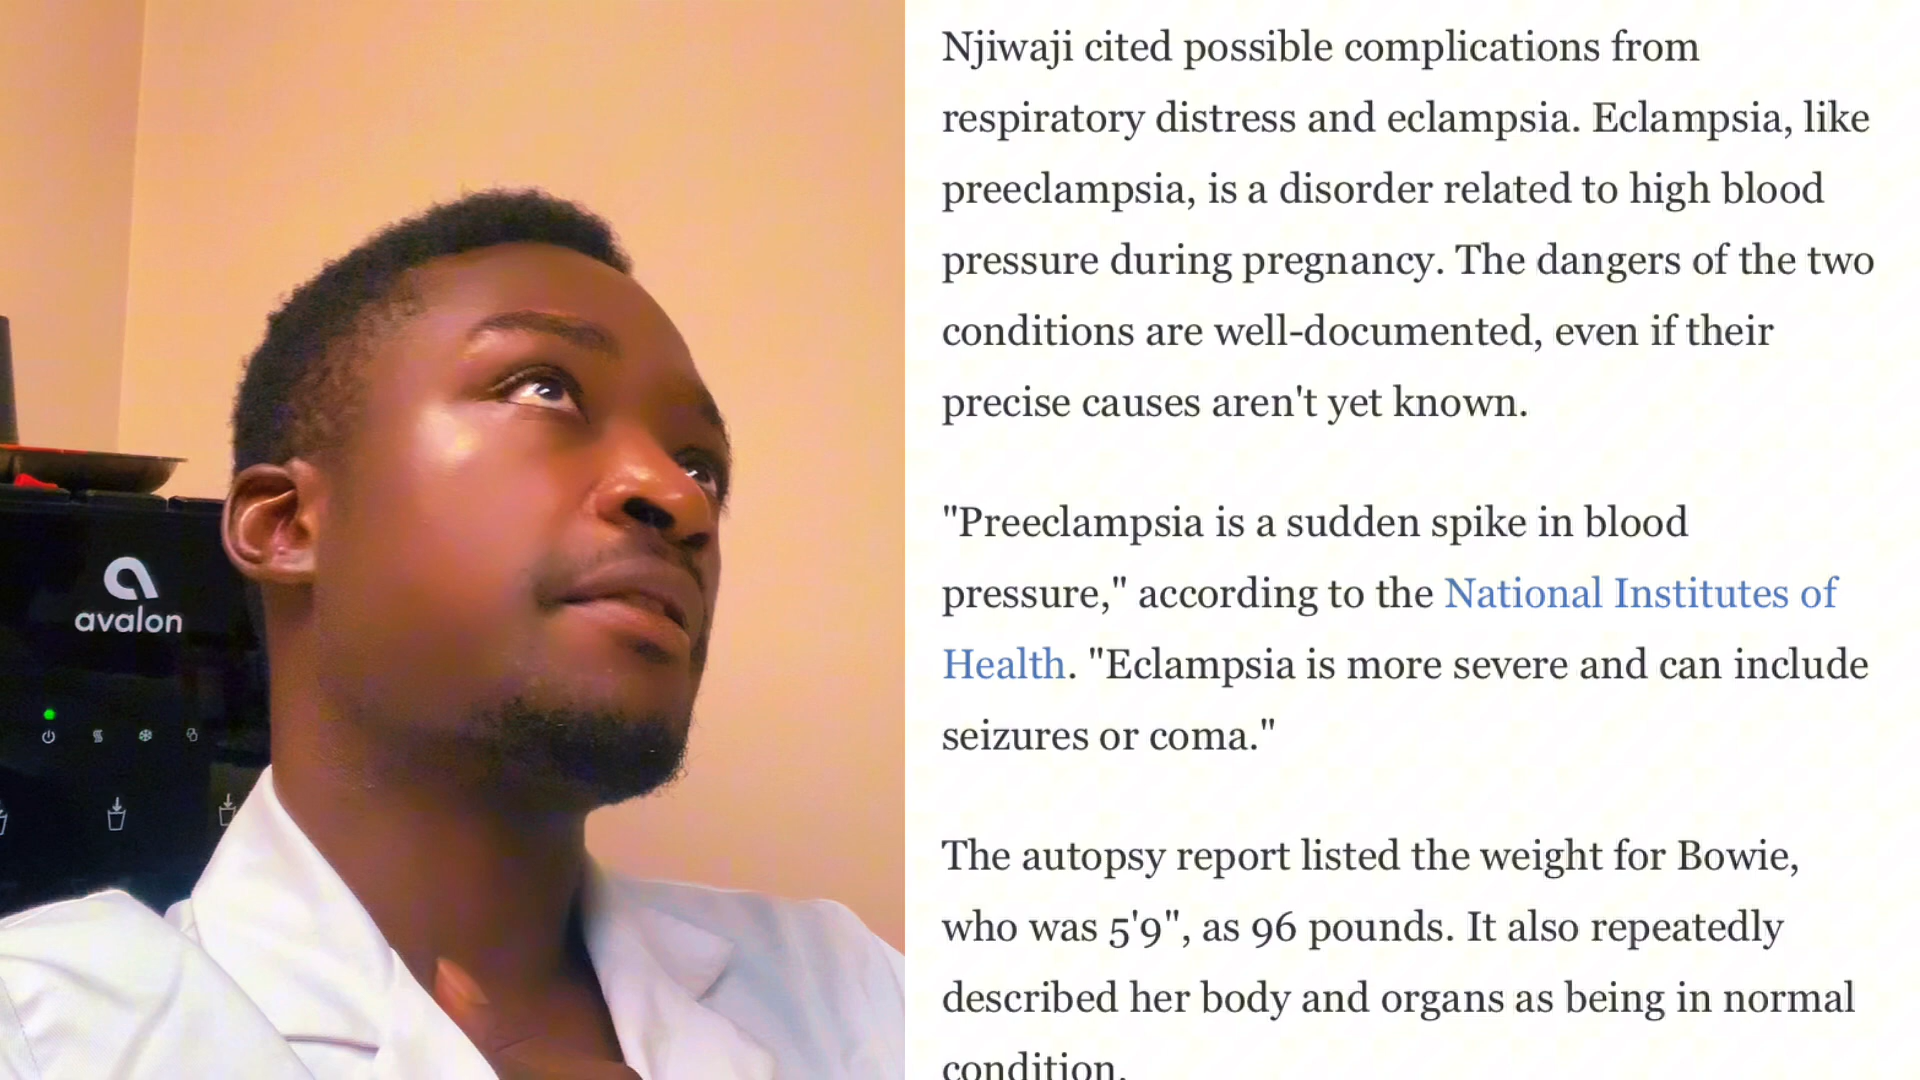 avalon
Njiwaji cited possible complications from
respiratory distress and eclampsia. Eclampsia, like
preeclampsia, is a disorder related to high blood
pressure during pregnancy. The dangers of the two
conditions are well-documented, even if their
precise causes aren't yet known.
"Preeclampsia is a sudden spike in blood
pressure," according to the National Institutes of
Health. "Eclampsia is more severe and can include
seizures or coma."
The autopsy report listed the weight for Bowie,
who was 5'9", as 96 pounds. It also repeatedly
described her body and organs as being in normal
condition.